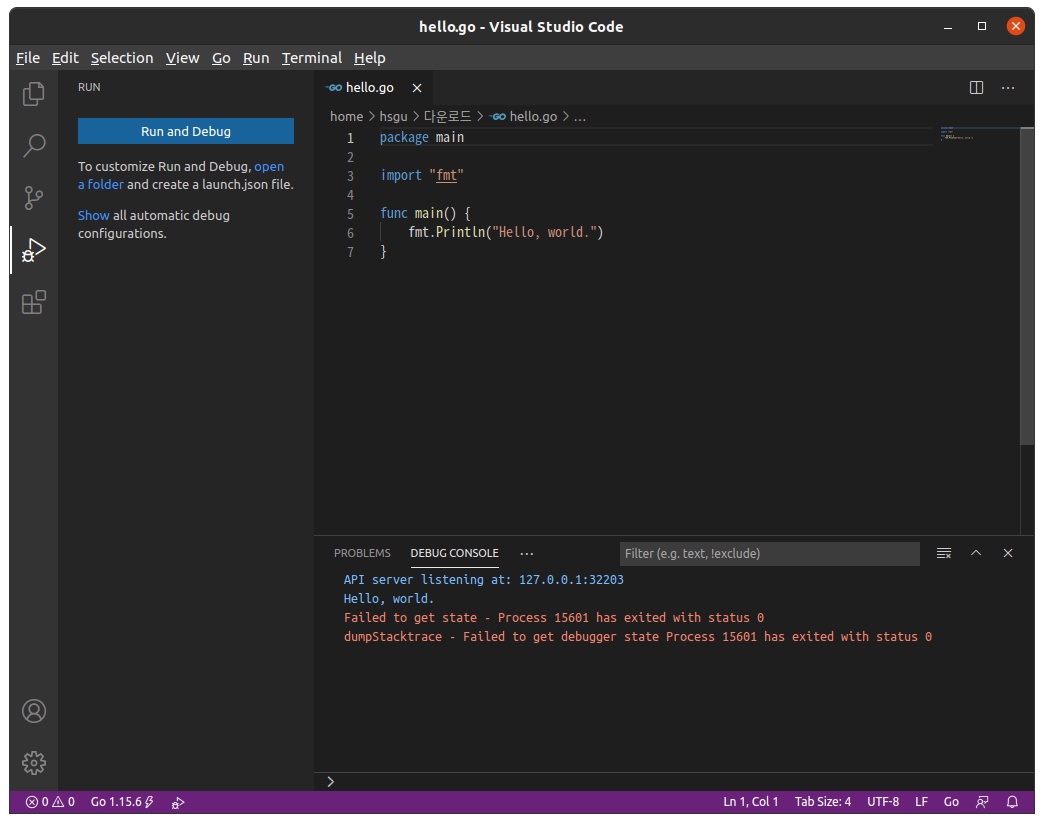 hello.go - Visual Studio Code
File Edit Selection View Go Run Terminal Help
RUN
Run and Debug
To customize Run and Debug, open
a folder and create a launch.json file.
Show all automatic debug
configurations.
GO hello.go
home > hsgu > 다운로드 > GO hello.go > ...
1 package main
2
3 import "fmt"
4
5 func main() {
6 fmt.Println("Hello, world.")
7 }
PROBLEMS DEBUG CONSOLE ... Filter (e.g. text, !exclude)
API server listening at: 127.0.0.1:32203
Hello, world.
Failed to get state - Process 15601 has exited with status 0
dumpStacktrace - Failed to get debugger state Process 15601 has exited with status 0
>
0 0 Go 1.15.6 Ln 1, Col 1 Tab Size: 4 UTF-8 LF Go